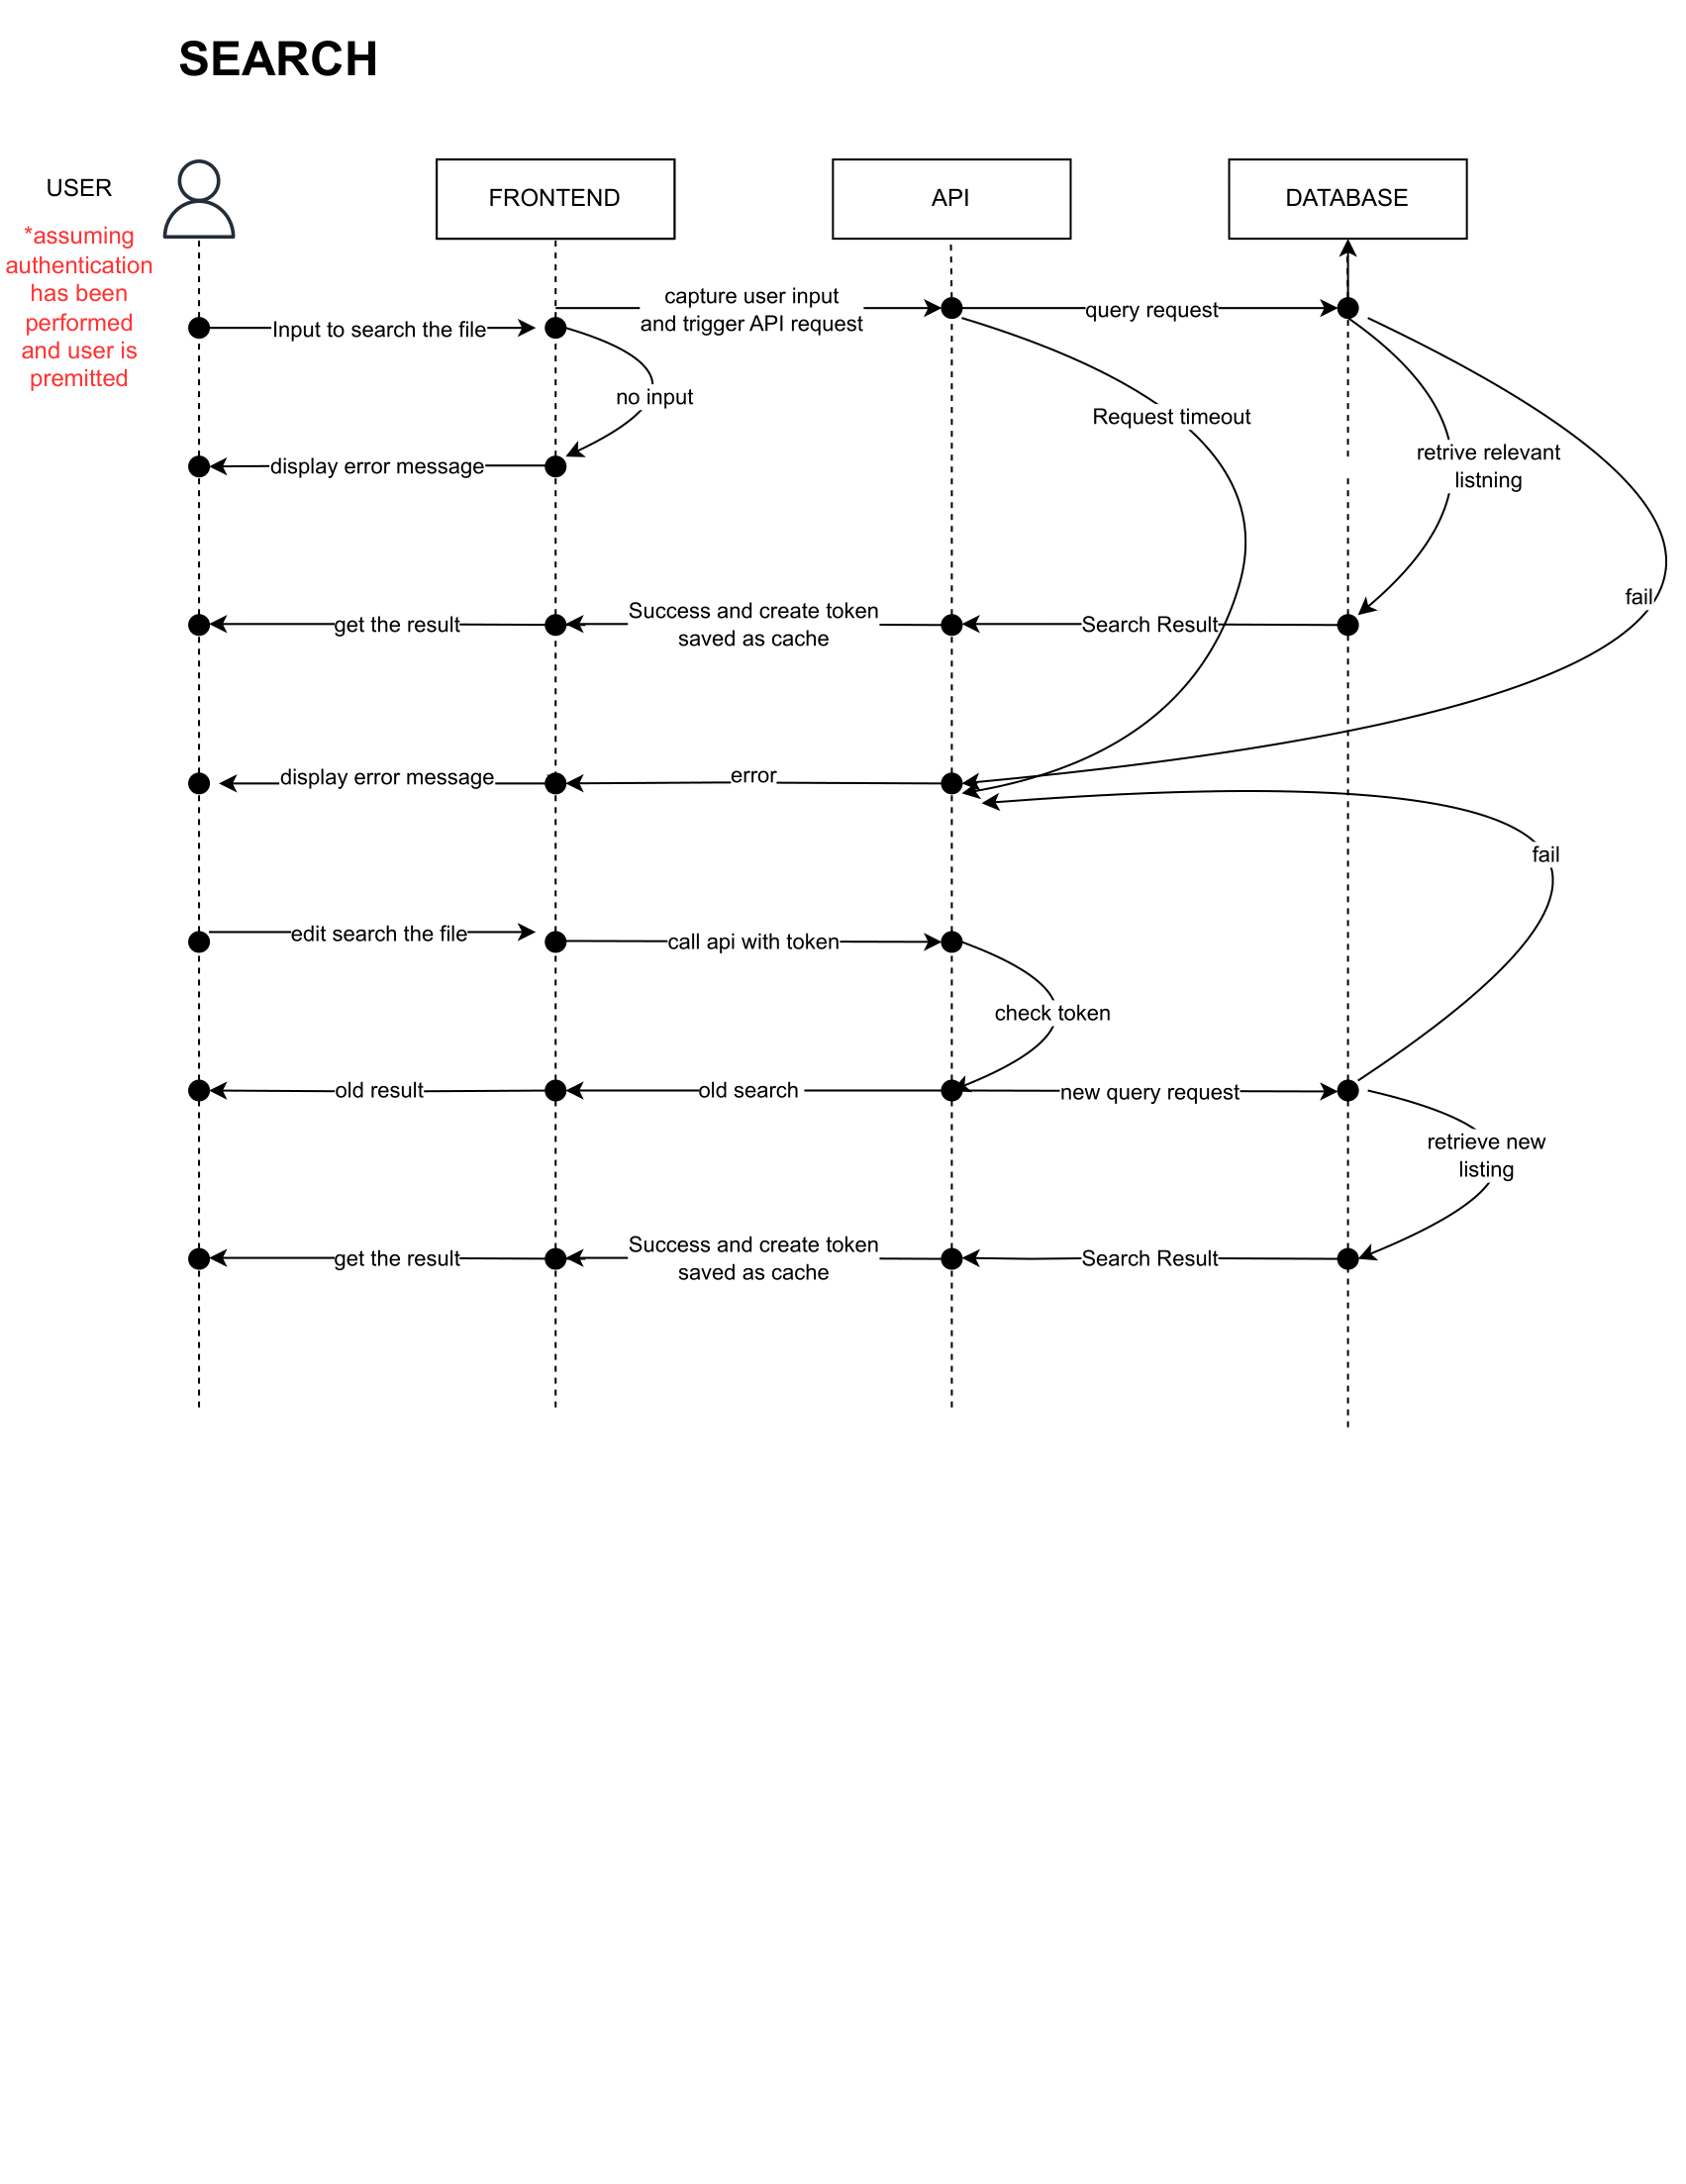 SEARCH
USER
FRONTEND
API
DATABASE
*assuming
authentication
has been
performed
and user is
premitted
capture user input
and trigger API request
query request
Input to search the file
no input
Request timeout
retrive relevant
listning
display error message
fail
get the result
Success and create token
saved as cache
Search Result
display error message
error
fail
edit search the file
call api with token
check token
old result
old search
new query request
retrieve new
listing
get the result
Success and create token
saved as cache
Search Result